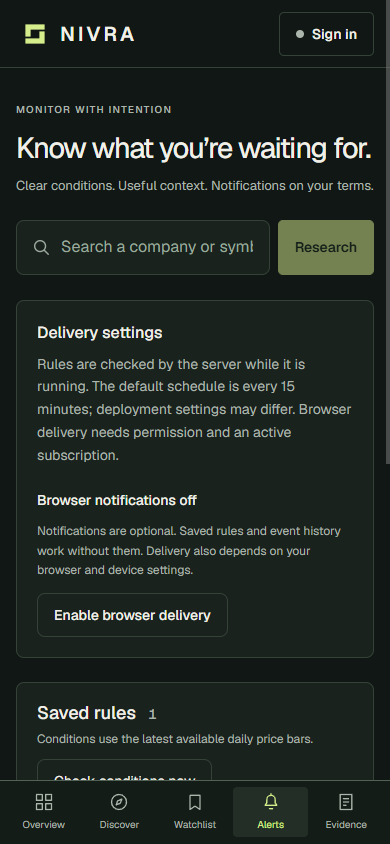 NIVRA
Sign in
MONITOR WITH INTENTION
Know what you’re waiting for.
Clear conditions. Useful context. Notifications on your terms.
Search a company or symb
Research
Delivery settings
Rules are checked by the server while it is
running. The default schedule is every 15
minutes; deployment settings may differ. Browser
delivery needs permission and an active
subscription.
Browser notifications off
Notifications are optional. Saved rules and event history
work without them. Delivery also depends on your
browser and device settings.
Enable browser delivery
Saved rules 1
Conditions use the latest available daily price bars.
Check conditions now
Overview
Discover
Watchlist
Alerts
Evidence